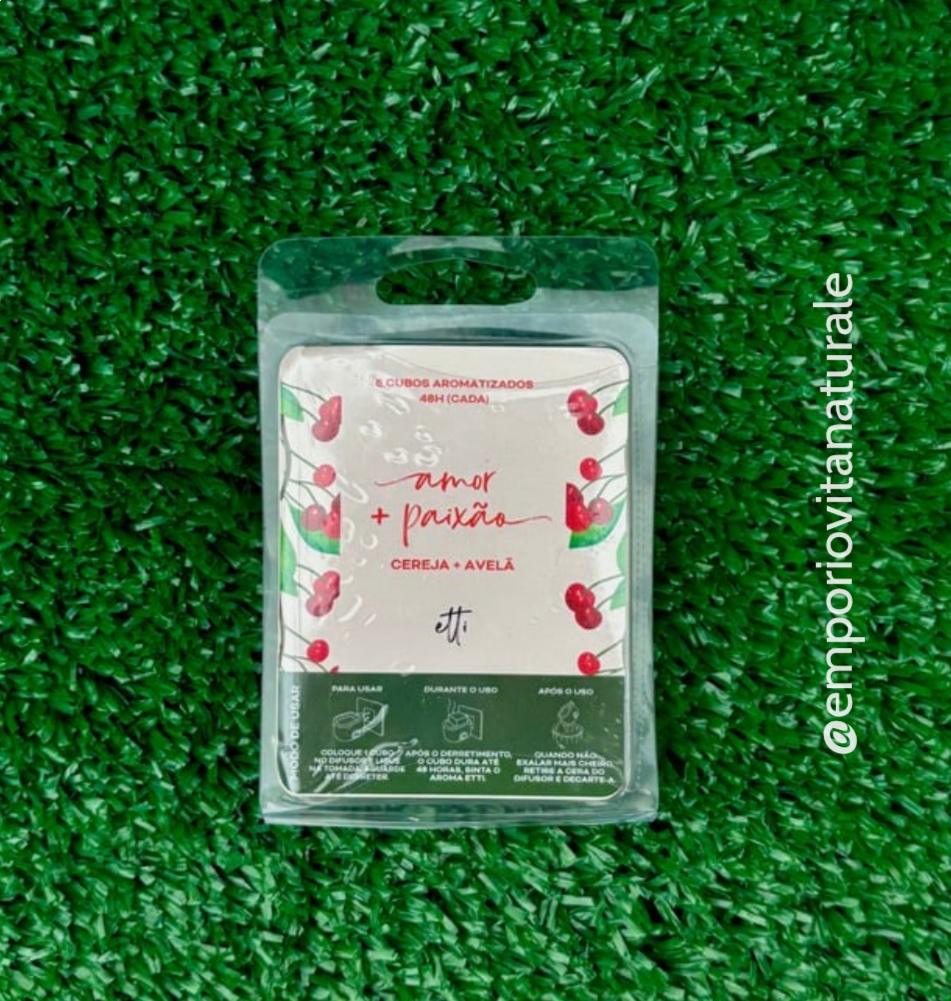 6 CUBOS AROMATIZADOS
48H (CADA)
amor
+ paixão
CEREJA + AVELÃ
etti
MODO DE USAR
PARA USAR
COLOQUE 1 CUBO
NO DIFUSOR E LIGUE
NA TOMADA, AGUARDE
ATÉ DERRETER.
DURANTE O USO
APÓS O DERRETIMENTO,
O CUBO DURA ATÉ
48 HORAS, SINTA O
AROMA ETTI.
APÓS O USO
QUANDO NÃO
EXALAR MAIS CHEIRO,
RETIRE A CERA DO
DIFUSOR E DECARTE-A.
@emporiovitanaturale